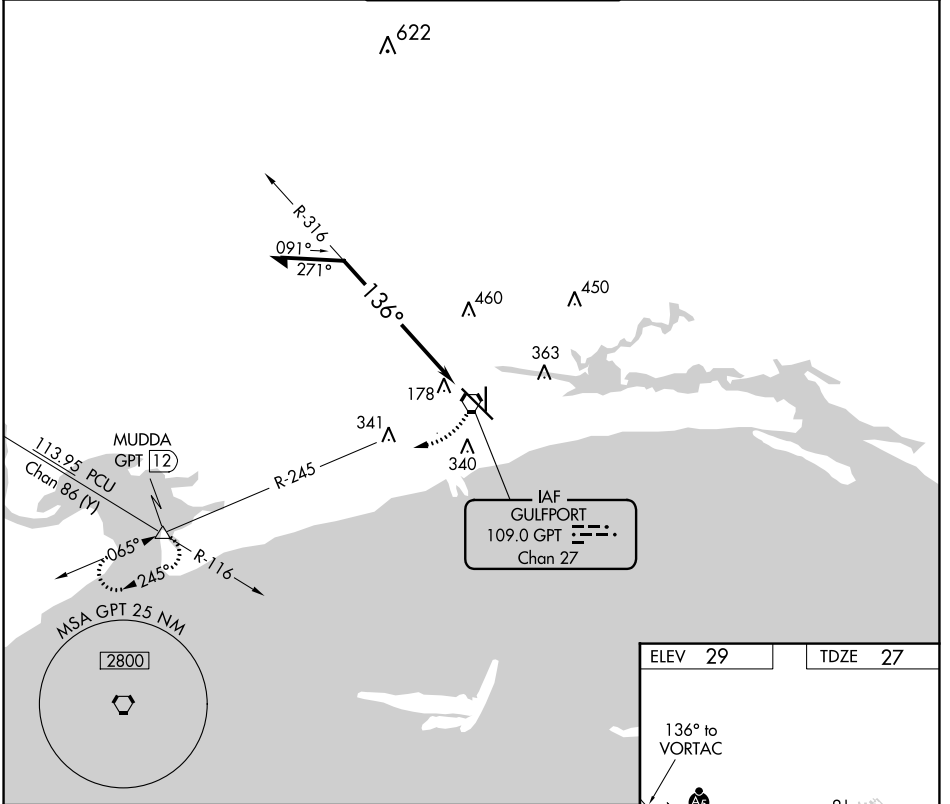 622
R-316
091°
271°
136°
460
450
363
178
341
340
MUDDA
GPT 12
113.95 PCU
Chan 86 (Y)
R-245
065°
245°
R-116
IAF
GULFPORT
109.0 GPT
Chan 27
MSA GPT 25 NM
2800
ELEV 29
TDZE 27
136° to
VORTAC